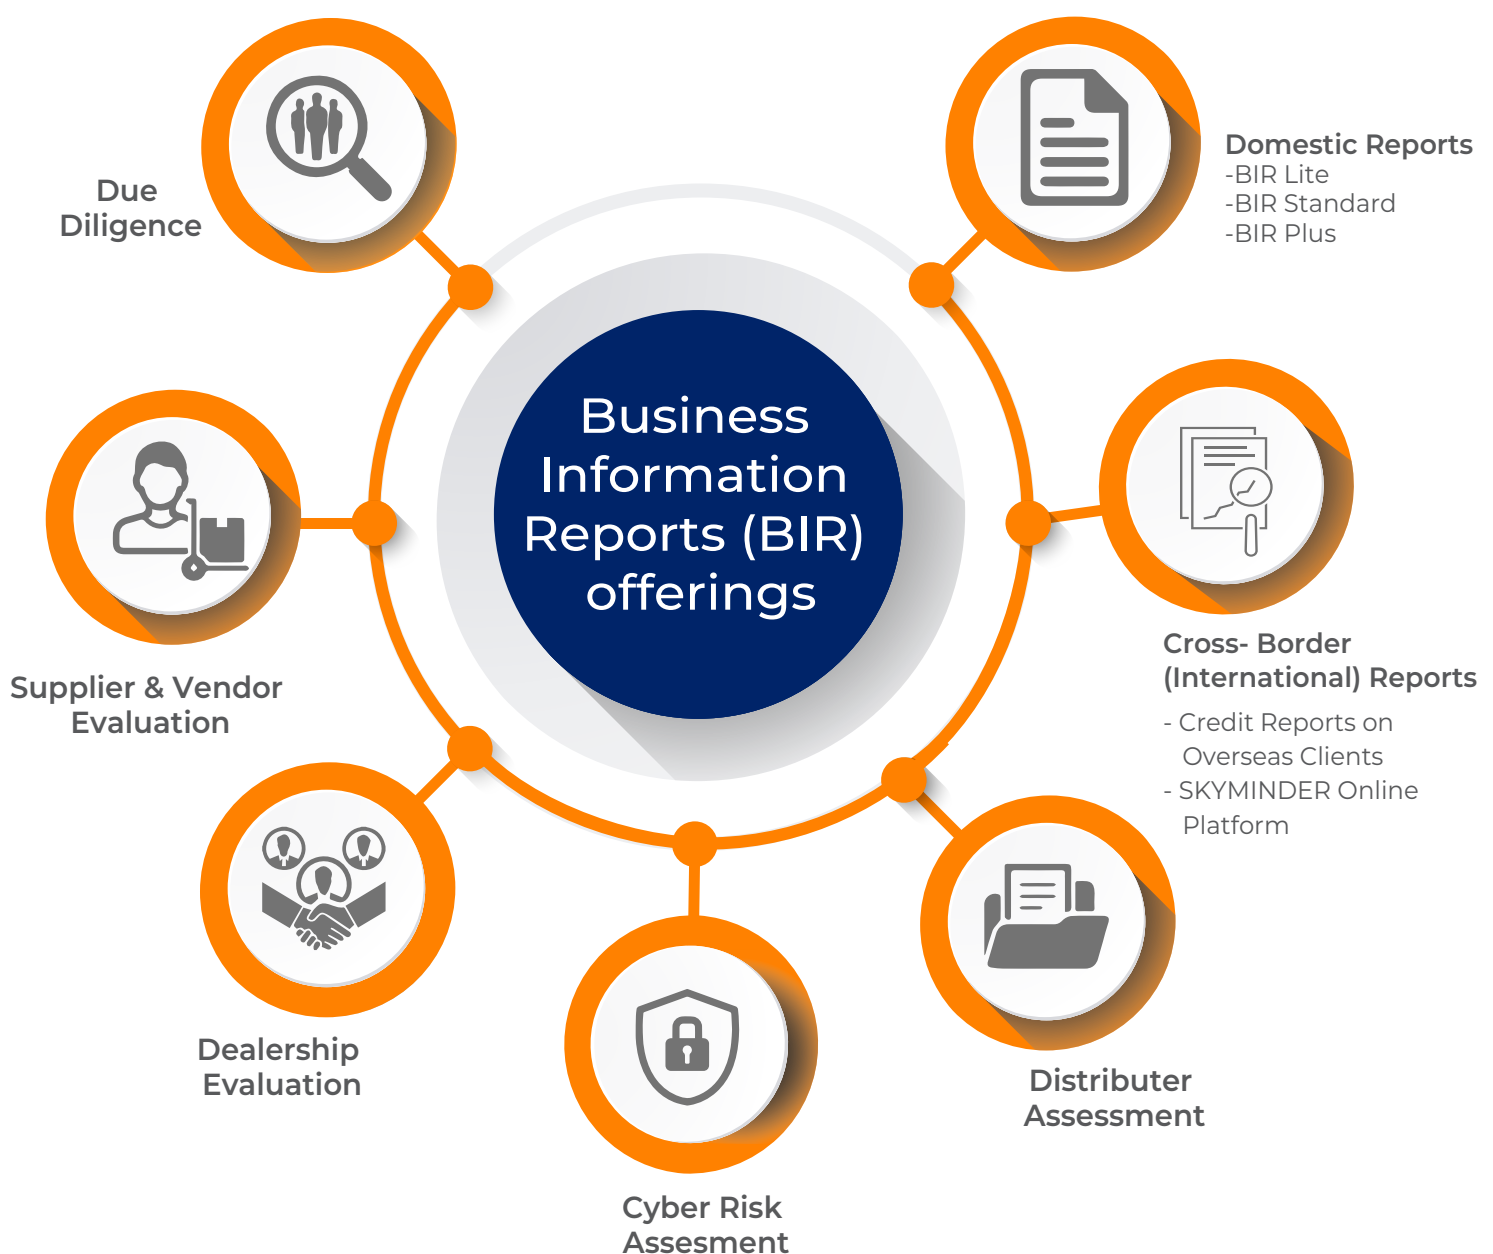 Business
Information
Reports (BIR)
offerings
Domestic Reports
-BIR Lite
-BIR Standard
-BIR Plus
Cross- Border
(International) Reports
- Credit Reports on
Overseas Clients
- SKYMINDER Online
Platform
Distributer
Assessment
Cyber Risk
Assesment
Dealership
Evaluation
Supplier & Vendor
Evaluation
Due
Diligence